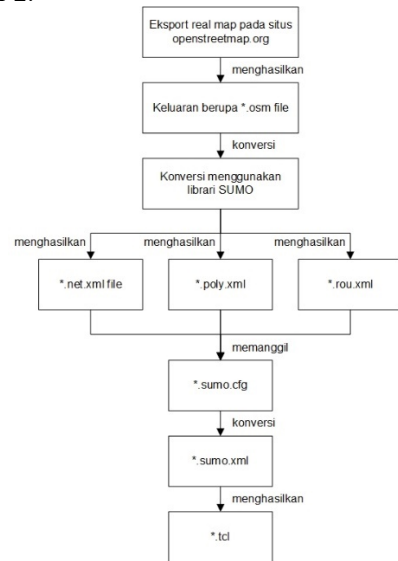 Eksport real map pada situs
openstreetmap.org
menghasilkan
Keluaran berupa *.osm file
konversi
Konversi menggunakan
librari SUMO
menghasilkan menghasilkan menghasilkan
*.net.xml file *.poly.xml *.rou.xml
memanggil
*.sumo.cfg
konversi
*.sumo.xml
menghasilkan
*.tcl